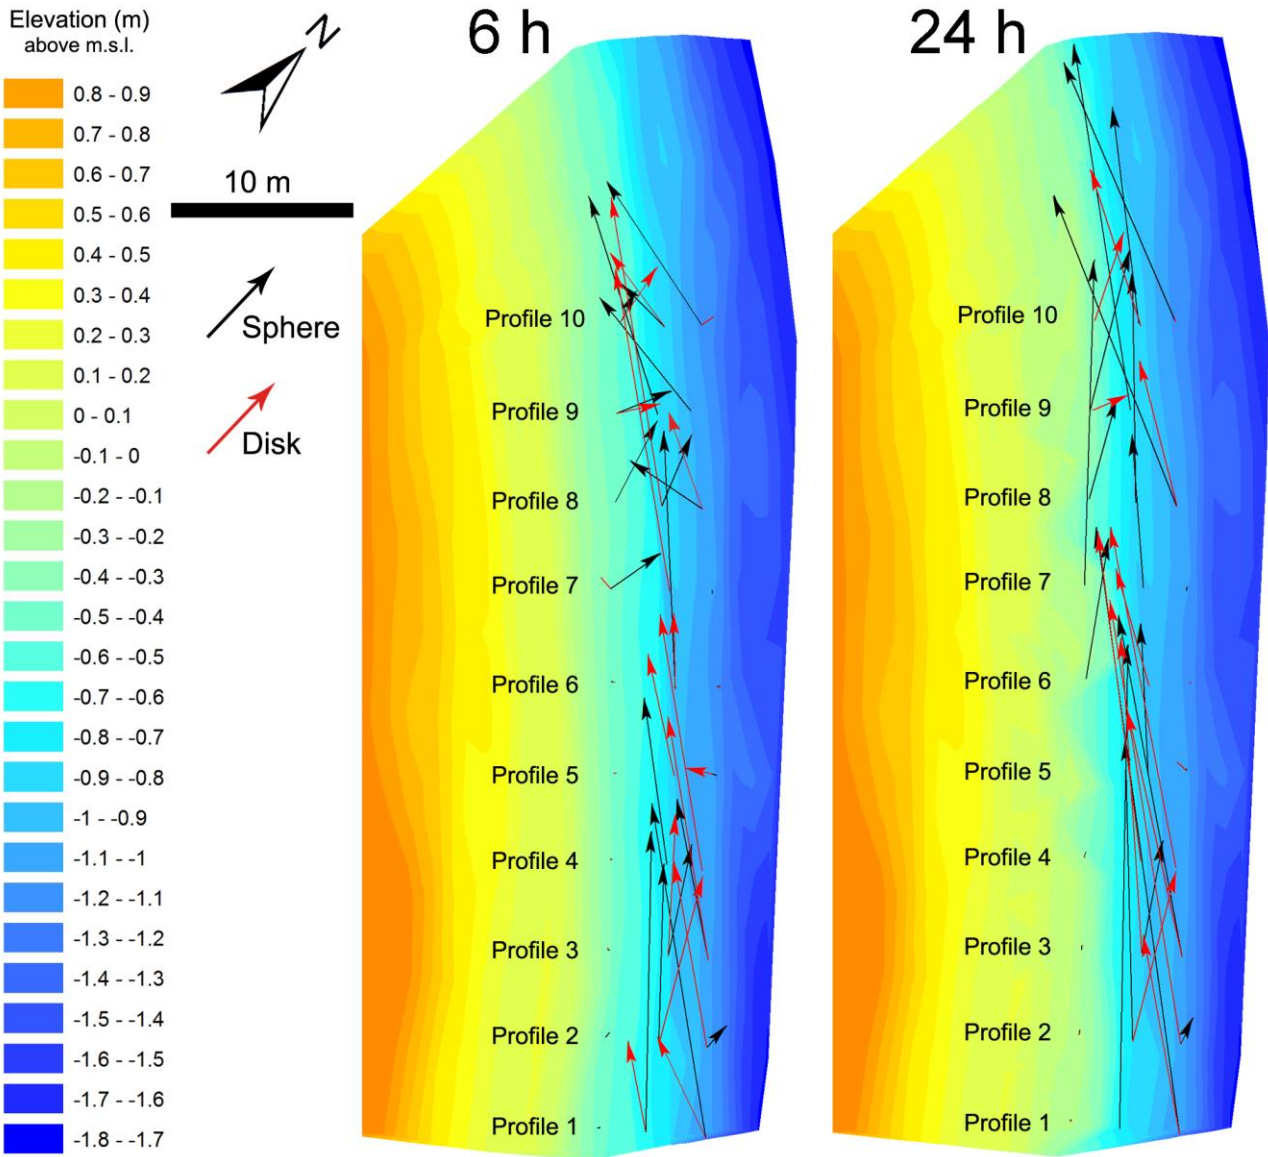 Elevation (m)
above m.s.l.
0.8 - 0.9
0.7 - 0.8
0.6 - 0.7
0.5 - 0.6
0.4 - 0.5
0.3 - 0.4
0.2 - 0.3
0.1 - 0.2
0 - 0.1
-0.1 - 0
-0.2 - -0.1
-0.3 - -0.2
-0.4 - -0.3
-0.5 - -0.4
-0.6 - -0.5
-0.7 - -0.6
-0.8 - -0.7
-0.9 - -0.8
-1 - -0.9
-1.1 - -1
-1.2 - -1.1
-1.3 - -1.2
-1.4 - -1.3
-1.5 - -1.4
-1.6 - -1.5
-1.7 - -1.6
-1.8 - -1.7
N
10 m
Sphere
Disk
6 h
Profile 10
Profile 9
Profile 8
Profile 7
Profile 6
Profile 5
Profile 4
Profile 3
Profile 2
Profile 1
24 h
Profile 10
Profile 9
Profile 8
Profile 7
Profile 6
Profile 5
Profile 4
Profile 3
Profile 2
Profile 1